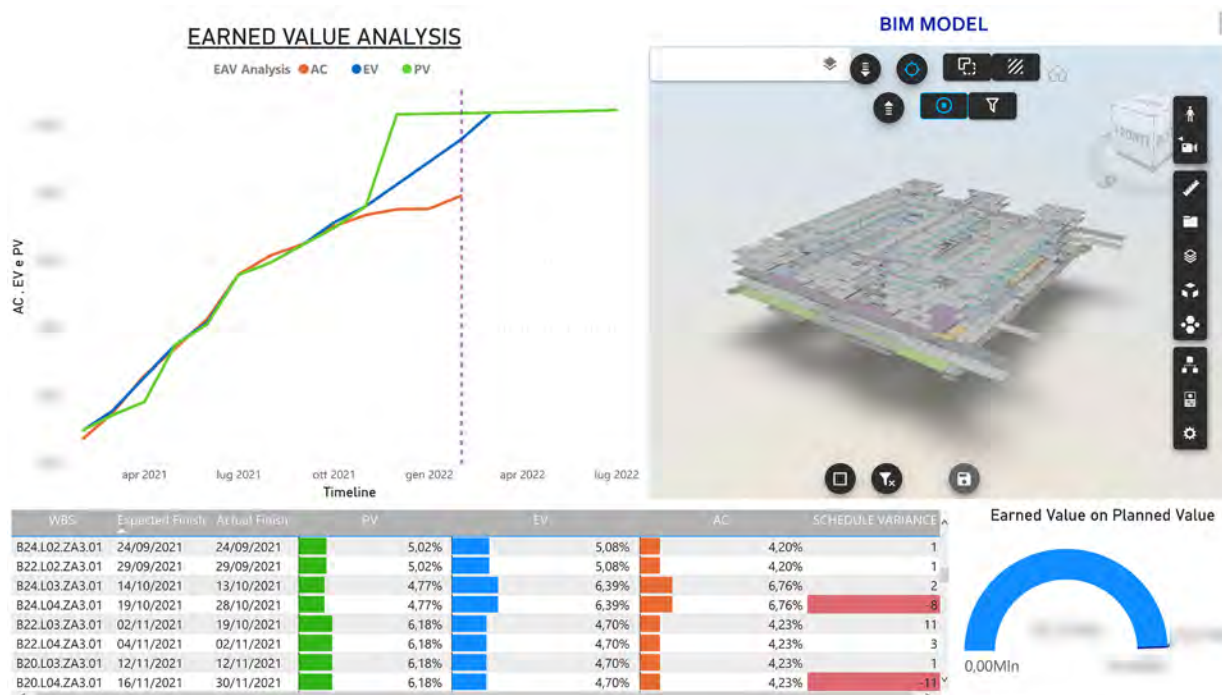 EARNED VALUE ANALYSIS
EAV Analysis AC EV PV
AC , EV e PV
apr 2021 lug 2021 ott 2021 gen 2022 apr 2022 lug 2022
Timeline
BIM MODEL
WBS Expected Finish Actual Finish PV EV AC SCHEDULE VARIANCE
B24.L02.ZA3.01 24/09/2021 24/09/2021 5,02% 5,08% 4,20% 1
B22.L02.ZA3.01 29/09/2021 29/09/2021 5,02% 5,08% 4,20% 1
B24.L03.ZA3.01 14/10/2021 13/10/2021 4,77% 6,39% 6,76% 2
B24.L04.ZA3.01 19/10/2021 28/10/2021 4,77% 6,39% 6,76% -8
B22.L03.ZA3.01 02/11/2021 19/10/2021 6,18% 4,70% 4,23% 11
B22.L04.ZA3.01 04/11/2021 02/11/2021 6,18% 4,70% 4,23% 3
B20.L03.ZA3.01 12/11/2021 12/11/2021 6,18% 4,70% 4,23% 1
B20.L04.ZA3.01 16/11/2021 30/11/2021 6,18% 4,70% 4,23% -11
Earned Value on Planned Value
0,00Mln